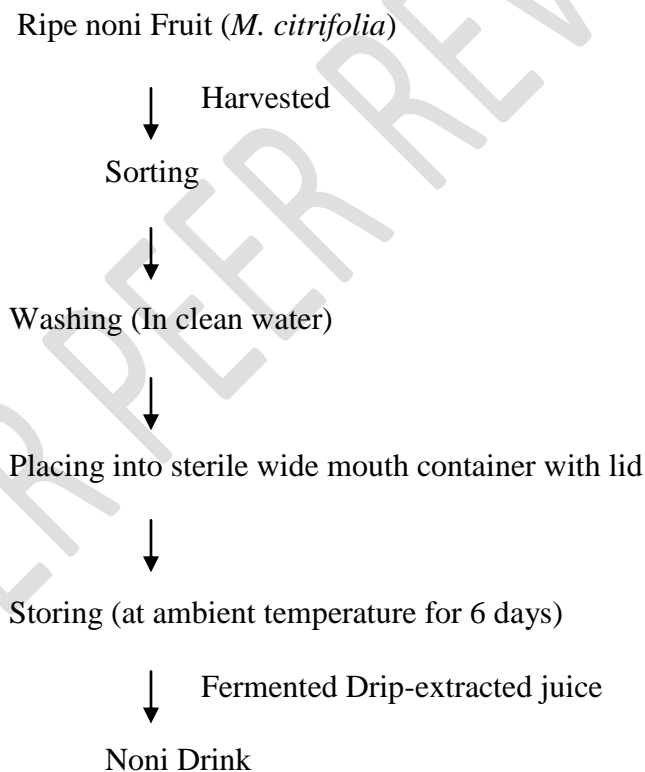 Ripe noni Fruit (M. citrifolia)
Harvested
Sorting
Washing (In clean water)
Placing into sterile wide mouth container with lid
Storing (at ambient temperature for 6 days)
Fermented Drip-extracted juice
Noni Drink